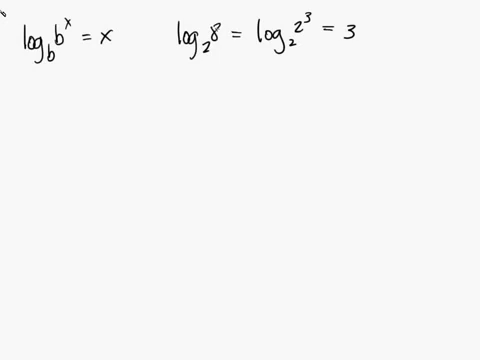 log_b b^x = x   log_2 8 = log_2 2^3 = 3